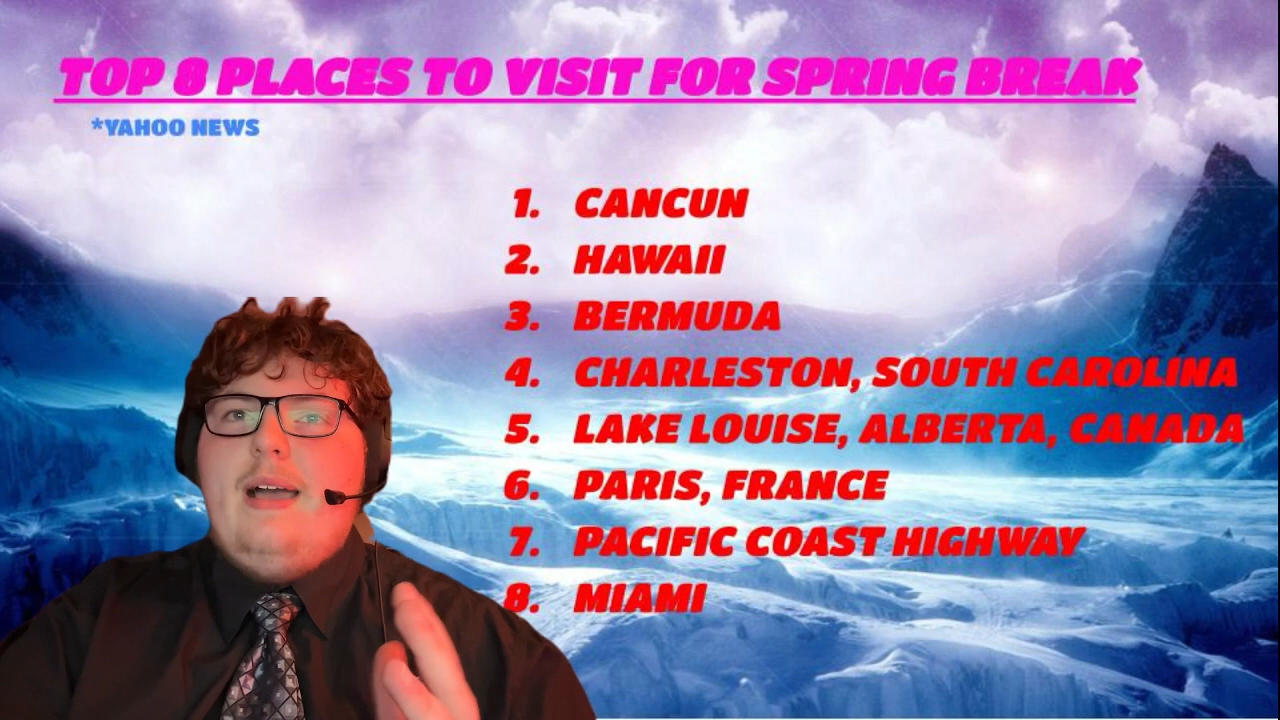 TOP 8 PLACES TO VISIT FOR SPRING BREAK
*YAHOO NEWS
1. CANCUN
2. HAWAII
3. BERMUDA
4. CHARLESTON, SOUTH CAROLINA
5. LAKE LOUISE, ALBERTA, CANADA
6. PARIS, FRANCE
7. PACIFIC COAST HIGHWAY
8. MIAMI